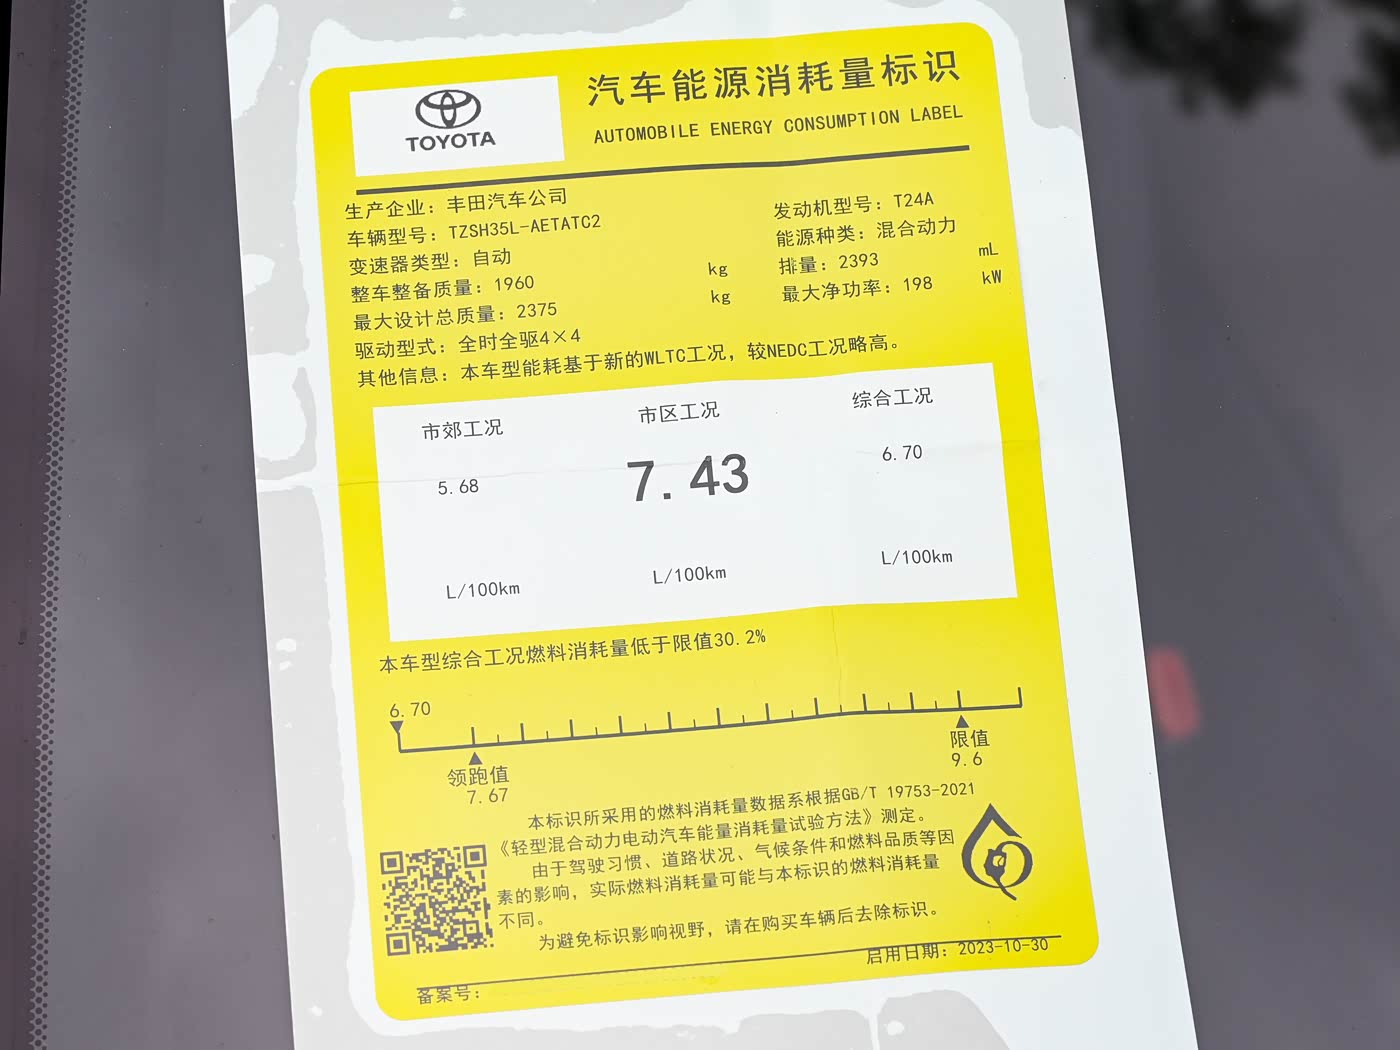 TOYOTA
汽车能源消耗量标识
AUTOMOBILE ENERGY CONSUMPTION LABEL
生产企业：丰田汽车公司
车辆型号：TZSH35L-AETATC2
变速器类型：自动
整车整备质量：1960 kg
最大设计总质量：2375 kg
驱动型式：全时全驱4×4
发动机型号：T24A
能源种类：混合动力
排量：2393 mL
最大净功率：198 kW
其他信息：本车型能耗基于新的WLTC工况，较NEDC工况略高。
市郊工况 市区工况 综合工况
5.68 7.43 6.70
L/100km L/100km L/100km
本车型综合工况燃料消耗量低于限值30.2%
6.70
领跑值
7.67
限值
9.6
本标识所采用的燃料消耗量数据系根据GB/T 19753-2021
《轻型混合动力电动汽车能量消耗量试验方法》测定。
由于驾驶习惯、道路状况、气候条件和燃料品质等因
素的影响，实际燃料消耗量可能与本标识的燃料消耗量
不同。
为避免标识影响视野，请在购买车辆后去除标识。
备案号：
启用日期：2023-10-30